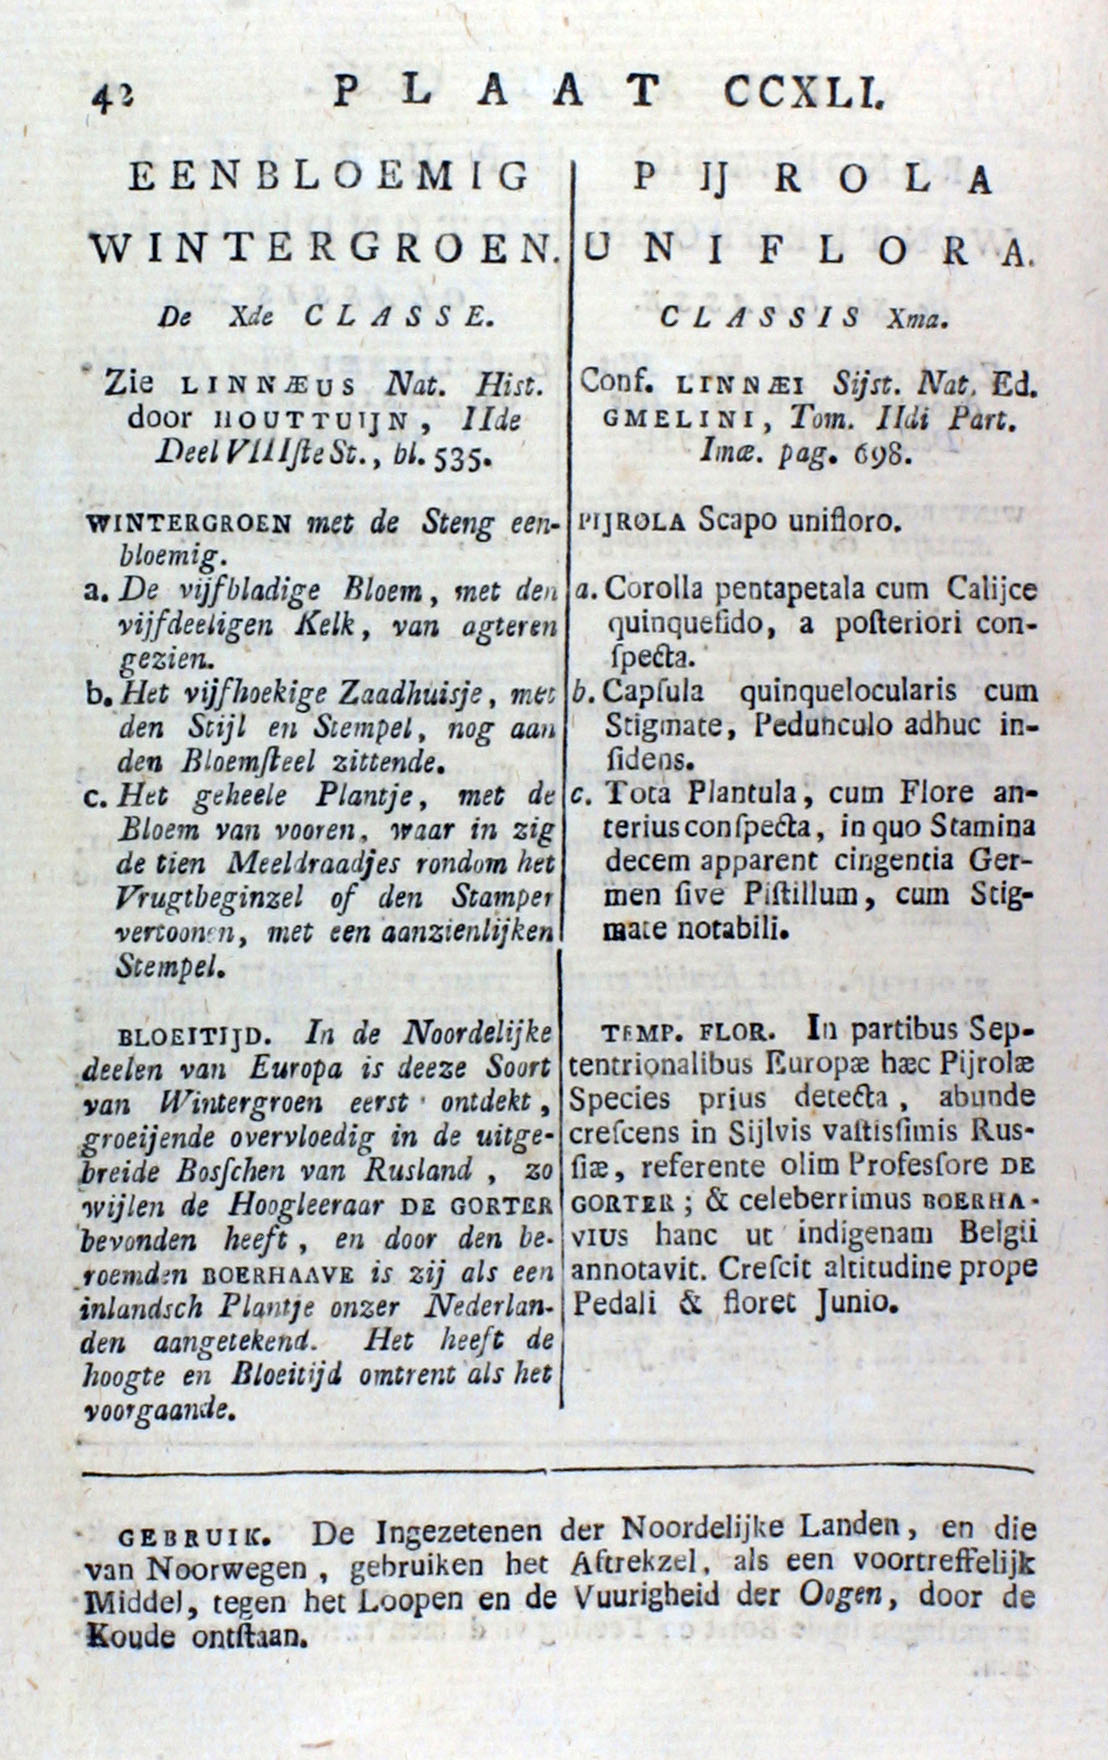 42 PLAAT CCXLI.
EENBLOEMIG
WINTERGROEN.
De Xde CLASSE.
Zie LINNÆUS Nat. Hist.
door HOUTTUIJN, IIde
Deel VIIIſte St., bl. 535.
WINTERGROEN met de Steng een-
bloemig.
a. De vijfbladige Bloem, met den
vijfdeeligen Kelk, van agteren
gezien.
b. Het vijfhoekige Zaadhuisje, met
den Stijl en Stempel, nog aan
den Bloemſteel zittende.
c. Het geheele Plantje, met de
Bloem van vooren, waar in zig
de tien Meeldraadjes rondom het
Vrugtbeginzel of den Stamper
vertoonen, met een aanzienlijken
Stempel.
BLOEITIJD. In de Noordelijke
deelen van Europa is deeze Soort
van Wintergroen eerst ontdekt,
groeijende overvloedig in de uitge-
breide Bosſchen van Rusland, zo
wijlen de Hoogleeraar DE GORTER
bevonden heeft, en door den be-
roemden BOERHAAVE is zij als een
inlandsch Plantje onzer Nederlan-
den aangetekend. Het heeft de
hoogte en Bloeitijd omtrent als het
voorgaande.
PIJROLA
UNIFLORA.
CLASSIS Xma.
Conf. LINNÆI Sijst. Nat. Ed.
GMELINI, Tom. IIdi Part.
Imæ. pag. 698.
PIJROLA Scapo unifloro.
a. Corolla pentapetala cum Calijce
quinquefido, a poſteriori con-
ſpecta.
b. Capſula quinquelocularis cum
Stigmate, Pedunculo adhuc in-
ſidens.
c. Tota Plantula, cum Flore an-
terius conſpecta, in quo Stamina
decem apparent cingentia Ger-
men ſive Piſtillum, cum Stig-
mate notabili.
TEMP. FLOR. In partibus Sep-
tentrionalibus Europæ hæc Pijrolæ
Species prius detecta, abunde
creſcens in Sijlvis vaſtisſimis Rus-
ſiæ, referente olim Profesſore DE
GORTER; & celeberrimus BOERHA-
VIUS hanc ut indigenam Belgii
annotavit. Creſcit altitudine prope
Pedali & floret Junio.
GEBRUIK. De Ingezetenen der Noordelijke Landen, en die
van Noorwegen, gebruiken het Aftrekzel, als een voortreffelijk
Middel, tegen het Loopen en de Vuurigheid der Oogen, door de
Koude ontſtaan.